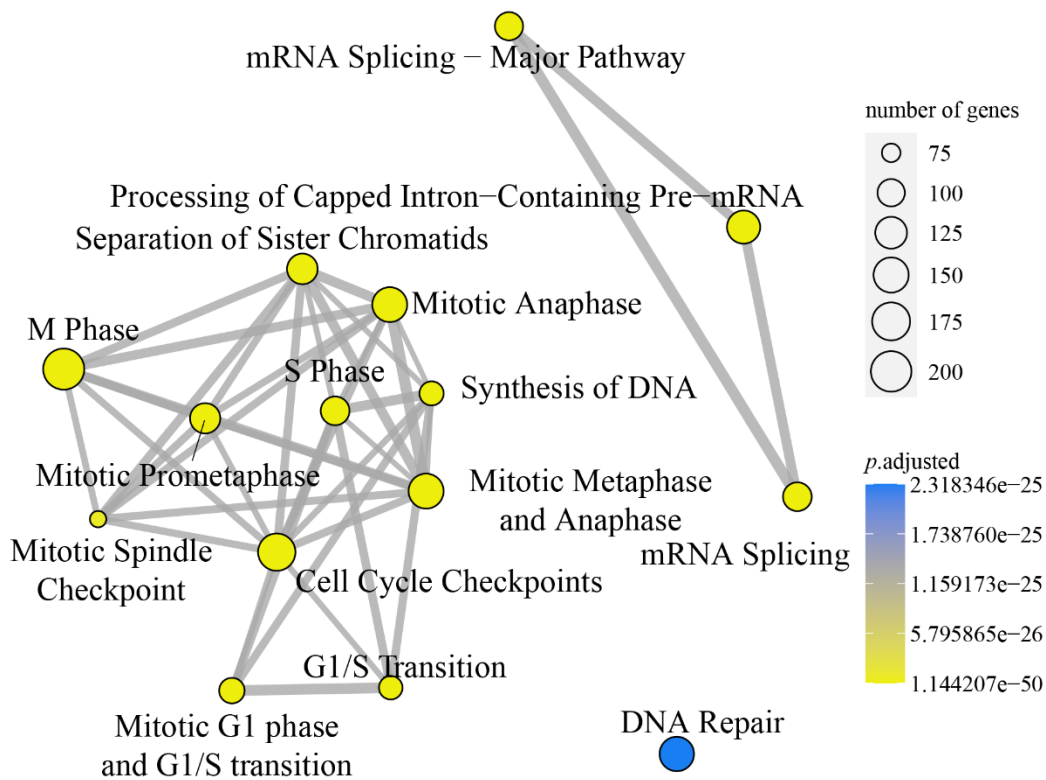 mRNA Splicing − Major Pathway
Processing of Capped Intron−Containing Pre−mRNA
Separation of Sister Chromatids
Mitotic Anaphase
M Phase
S Phase
Synthesis of DNA
Mitotic Prometaphase
Mitotic Metaphase
and Anaphase
mRNA Splicing
Mitotic Spindle
Checkpoint
Cell Cycle Checkpoints
G1/S Transition
Mitotic G1 phase
and G1/S transition
DNA Repair
number of genes
75
100
125
150
175
200
p.adjusted
2.318346e−25
1.738760e−25
1.159173e−25
5.795865e−26
1.144207e−50